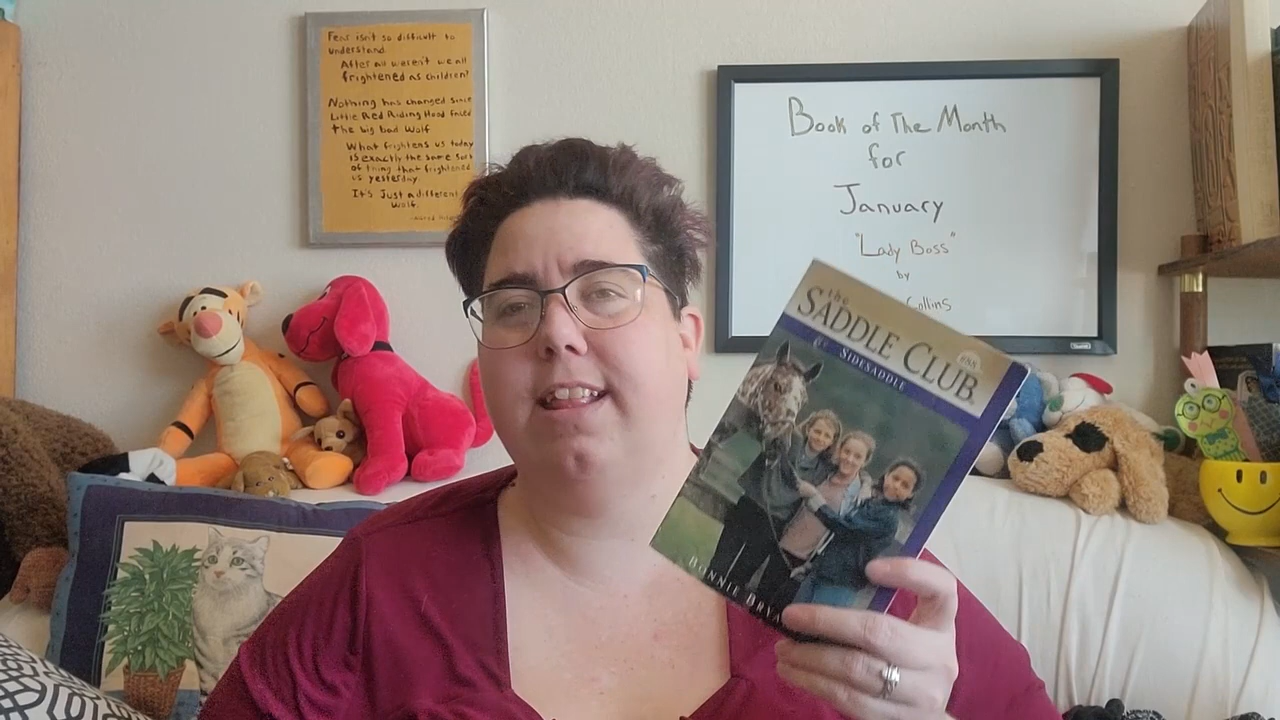 Fear isn't so difficult to
understand.
After all weren't we all
frightened as children?
Nothing has changed since
Little Red Riding Hood faced
the big bad wolf
What frightens us today
is exactly the same sort
of thing that frightened
us yesterday.
It's Just a different
Wolf.
Book of The Month
for
January
"Lady Boss"
by
Collins
the
SADDLE CLUB
#88
SIDESADDLE
BONNIE